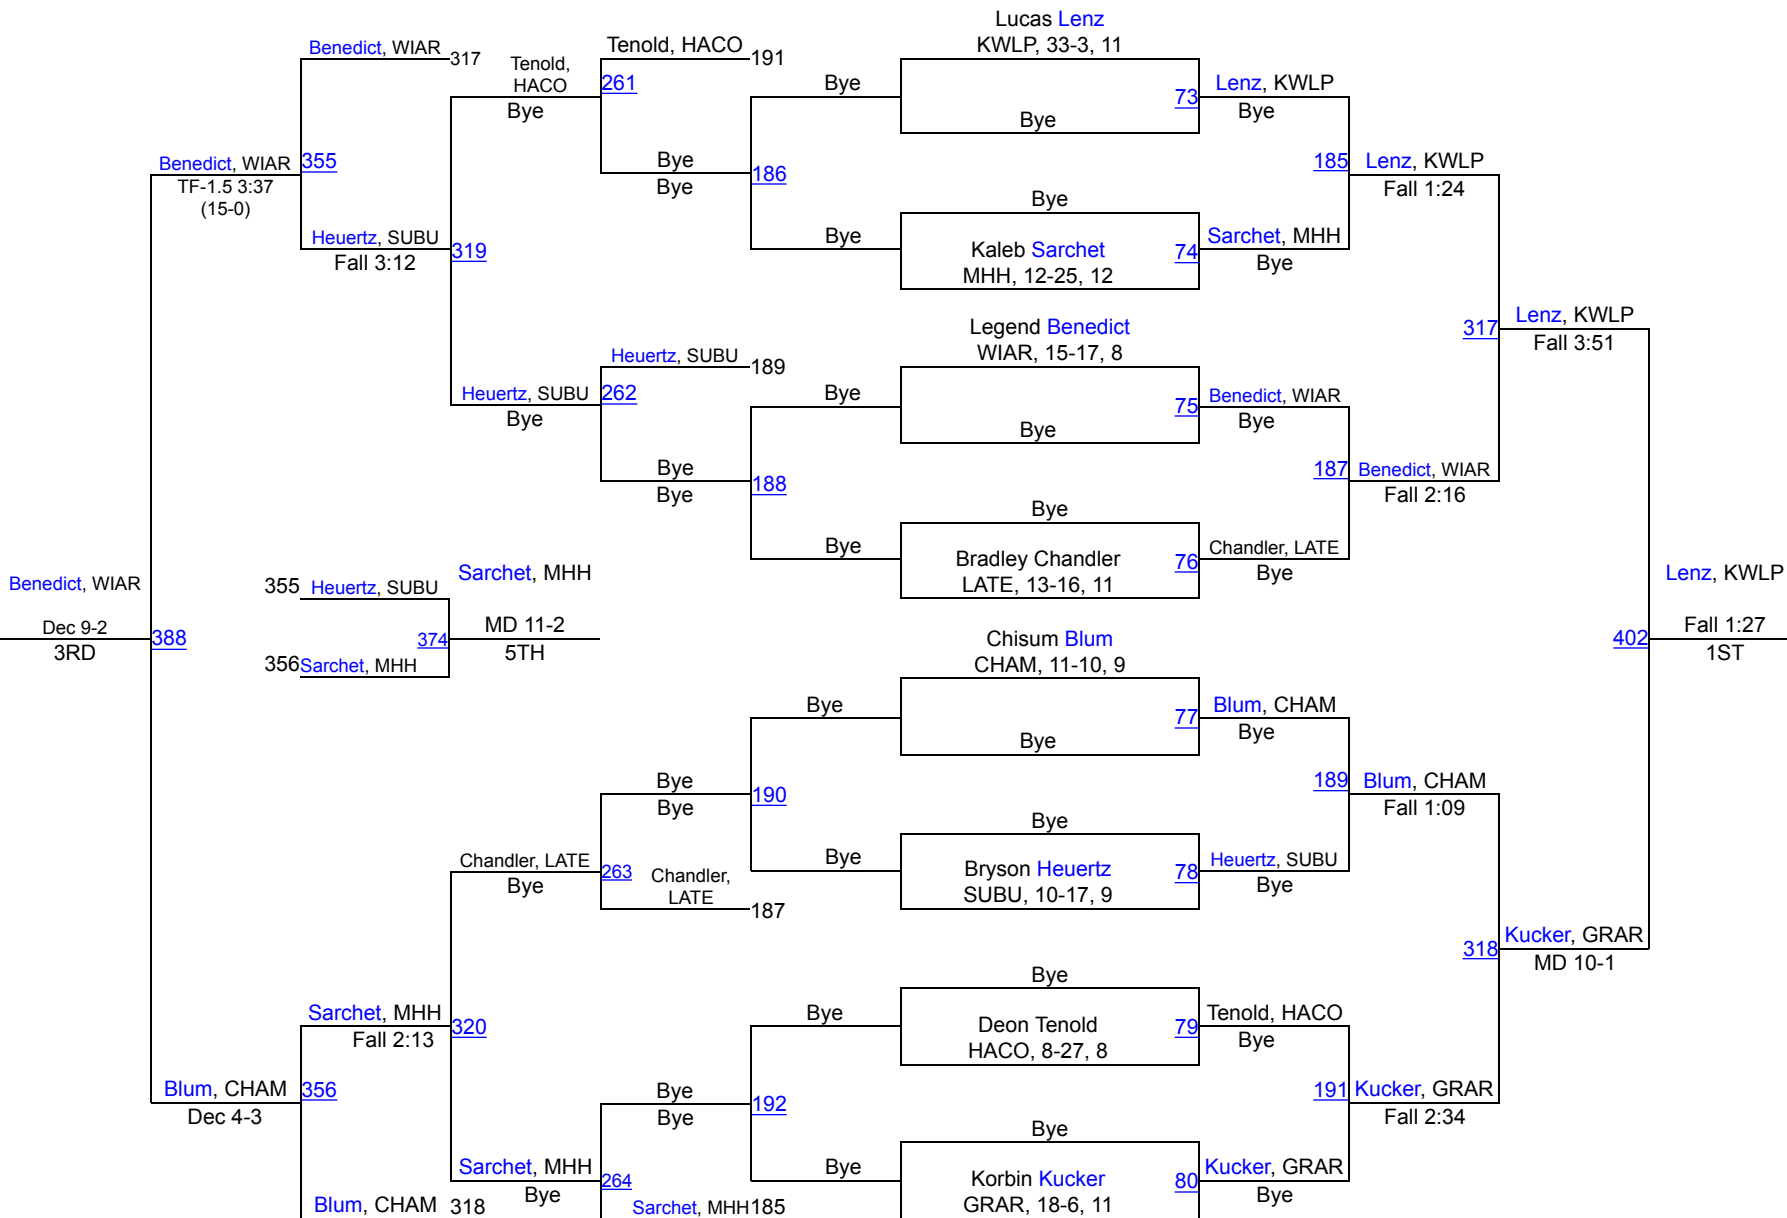 Lucas Lenz
KWLP, 33-3, 11
Benedict, WIAR 317
Tenold, HACO 191
Tenold,
HACO
Bye
261
Bye
73
Lenz, KWLP
Bye
Bye
Benedict, WIAR
TF-1.5 3:37
(15-0)
355
Bye
Bye
186
185
Lenz, KWLP
Fall 1:24
Bye
Heuertz, SUBU
Fall 3:12
319
Bye
Kaleb Sarchet
MHH, 12-25, 12
74
Sarchet, MHH
Bye
Legend Benedict
WIAR, 15-17, 8
317
Lenz, KWLP
Fall 3:51
Heuertz, SUBU 189
Heuertz, SUBU
Bye
262
Bye
75
Benedict, WIAR
Bye
Bye
Bye
Bye
188
187
Benedict, WIAR
Fall 2:16
Bye
Bye
Bradley Chandler
LATE, 13-16, 11
76
Chandler, LATE
Bye
Benedict, WIAR
Dec 9-2
3RD
388
355 Heuertz, SUBU
356 Sarchet, MHH
374
Sarchet, MHH
MD 11-2
5TH
402
Lenz, KWLP
Fall 1:27
1ST
Chisum Blum
CHAM, 11-10, 9
Bye
77
Blum, CHAM
Bye
Bye
Bye
Bye
190
189
Blum, CHAM
Fall 1:09
Bye
Chandler, LATE
Bye
263
Chandler,
LATE
187
Bye
Bryson Heuertz
SUBU, 10-17, 9
78
Heuertz, SUBU
Bye
318
Kucker, GRAR
MD 10-1
Bye
Sarchet, MHH
Fall 2:13
320
Bye
Deon Tenold
HACO, 8-27, 8
79
Tenold, HACO
Bye
Blum, CHAM
Dec 4-3
356
Bye
Bye
192
191
Kucker, GRAR
Fall 2:34
Bye
Sarchet, MHH
Bye
264
Bye
Korbin Kucker
GRAR, 18-6, 11
80
Kucker, GRAR
Bye
Blum, CHAM 318
Sarchet, MHH 185